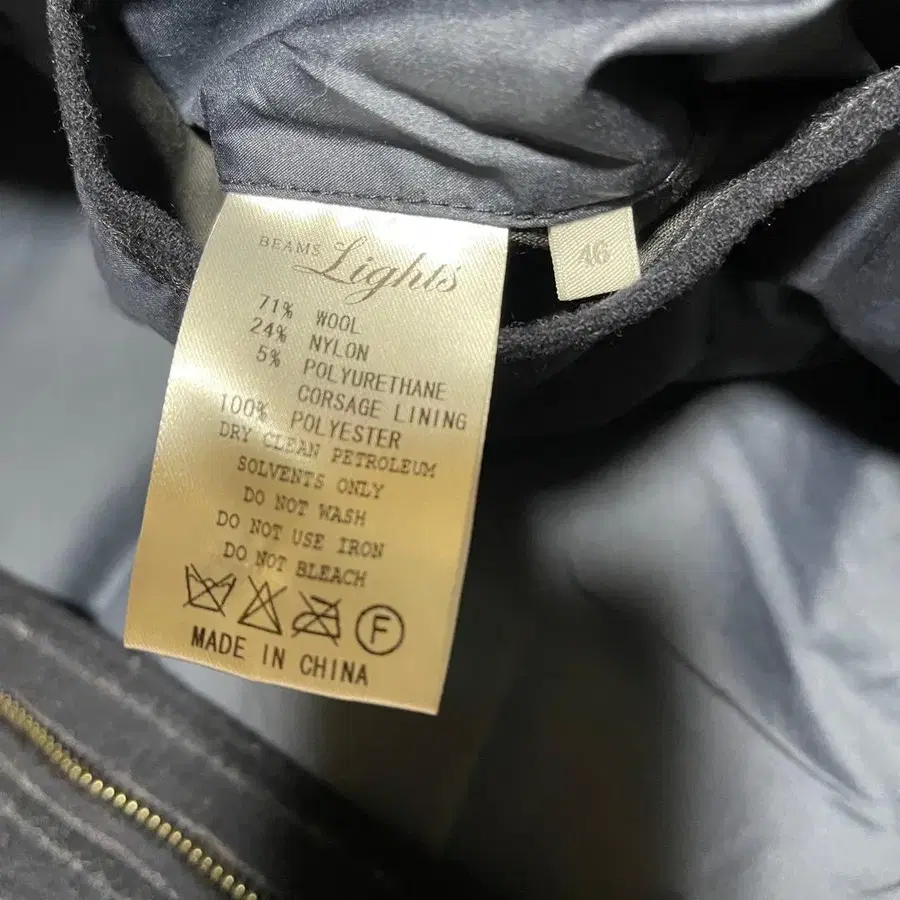 BEAMS Lights
46
71% WOOL
24% NYLON
5% POLYURETHANE
CORSAGE LINING
100% POLYESTER
DRY CLEAN PETROLEUM
SOLVENTS ONLY
DO NOT WASH
DO NOT USE IRON
DO NOT BLEACH
F
MADE IN CHINA